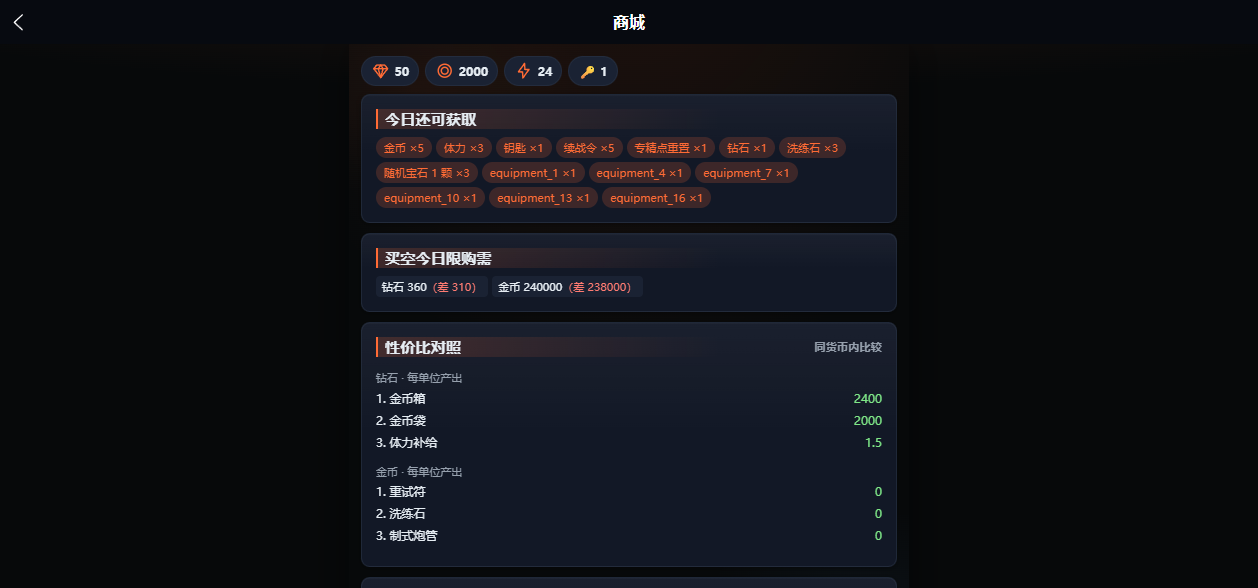 商城
50 2000 24 1
今日还可获取
金币 ×5 体力 ×3 钥匙 ×1 续战令 ×5 专精点重置 ×1 钻石 ×1 洗练石 ×3
随机宝石 1 颗 ×3 equipment_1 ×1 equipment_4 ×1 equipment_7 ×1
equipment_10 ×1 equipment_13 ×1 equipment_16 ×1
买空今日限购需
钻石 360 (差 310) 金币 240000 (差 238000)
性价比对照 同货币内比较
钻石 · 每单位产出
1. 金币箱 2400
2. 金币袋 2000
3. 体力补给 1.5
金币 · 每单位产出
1. 重试符 0
2. 洗练石 0
3. 制式炮管 0